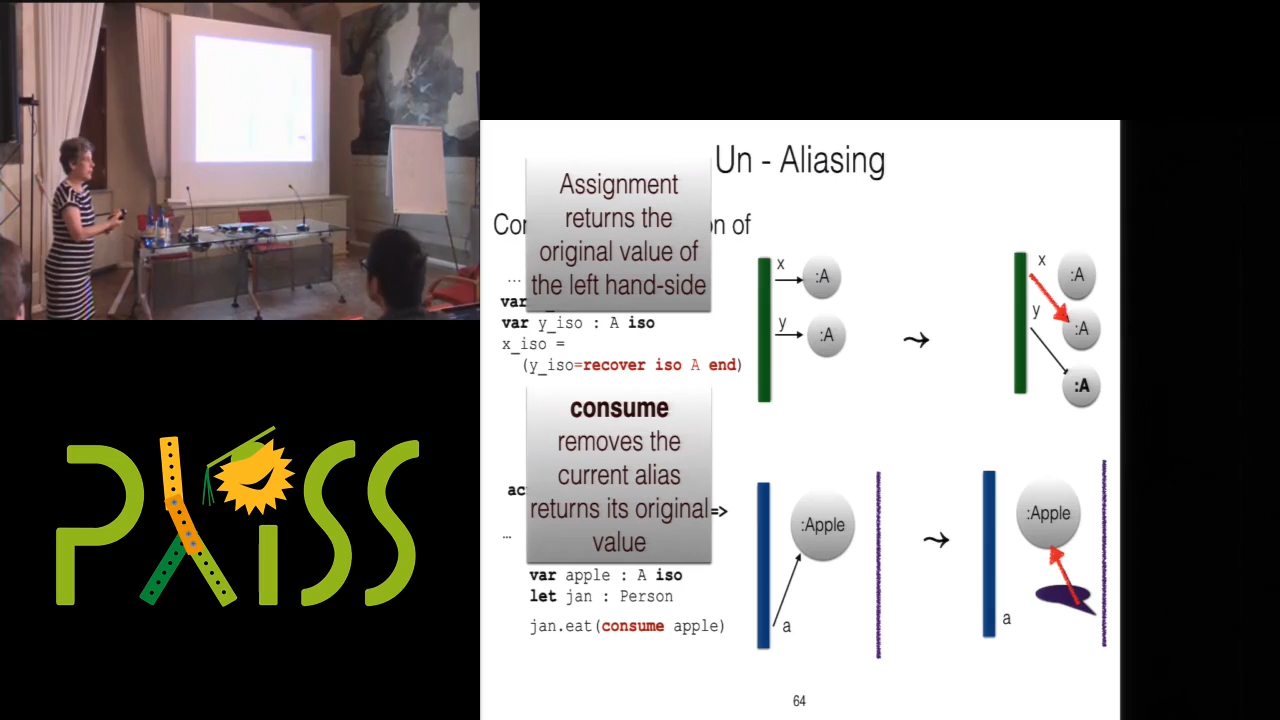 Un - Aliasing
Assignment
returns the
original value of
the left hand-side
Con
on of
...
var
var y_iso : A iso
x_iso =
(y_iso=recover iso A end)
x
:A
y
:A
x
:A
y
:A
:A
consume
removes the
current alias
returns its original
value
=>
...
var apple : A iso
let jan : Person
jan.eat(consume apple)
:Apple
a
:Apple
a
64
PLISS